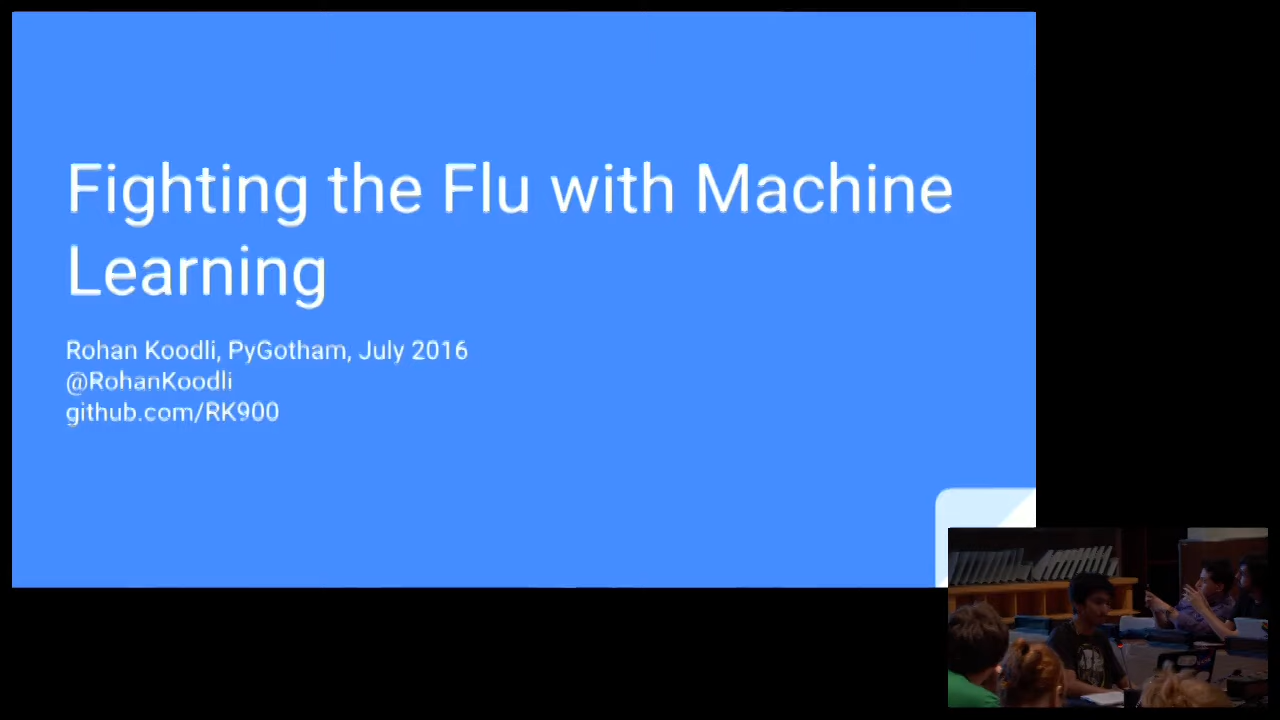 Fighting the Flu with Machine
Learning
Rohan Koodli, PyGotham, July 2016
@RohanKoodli
github.com/RK900